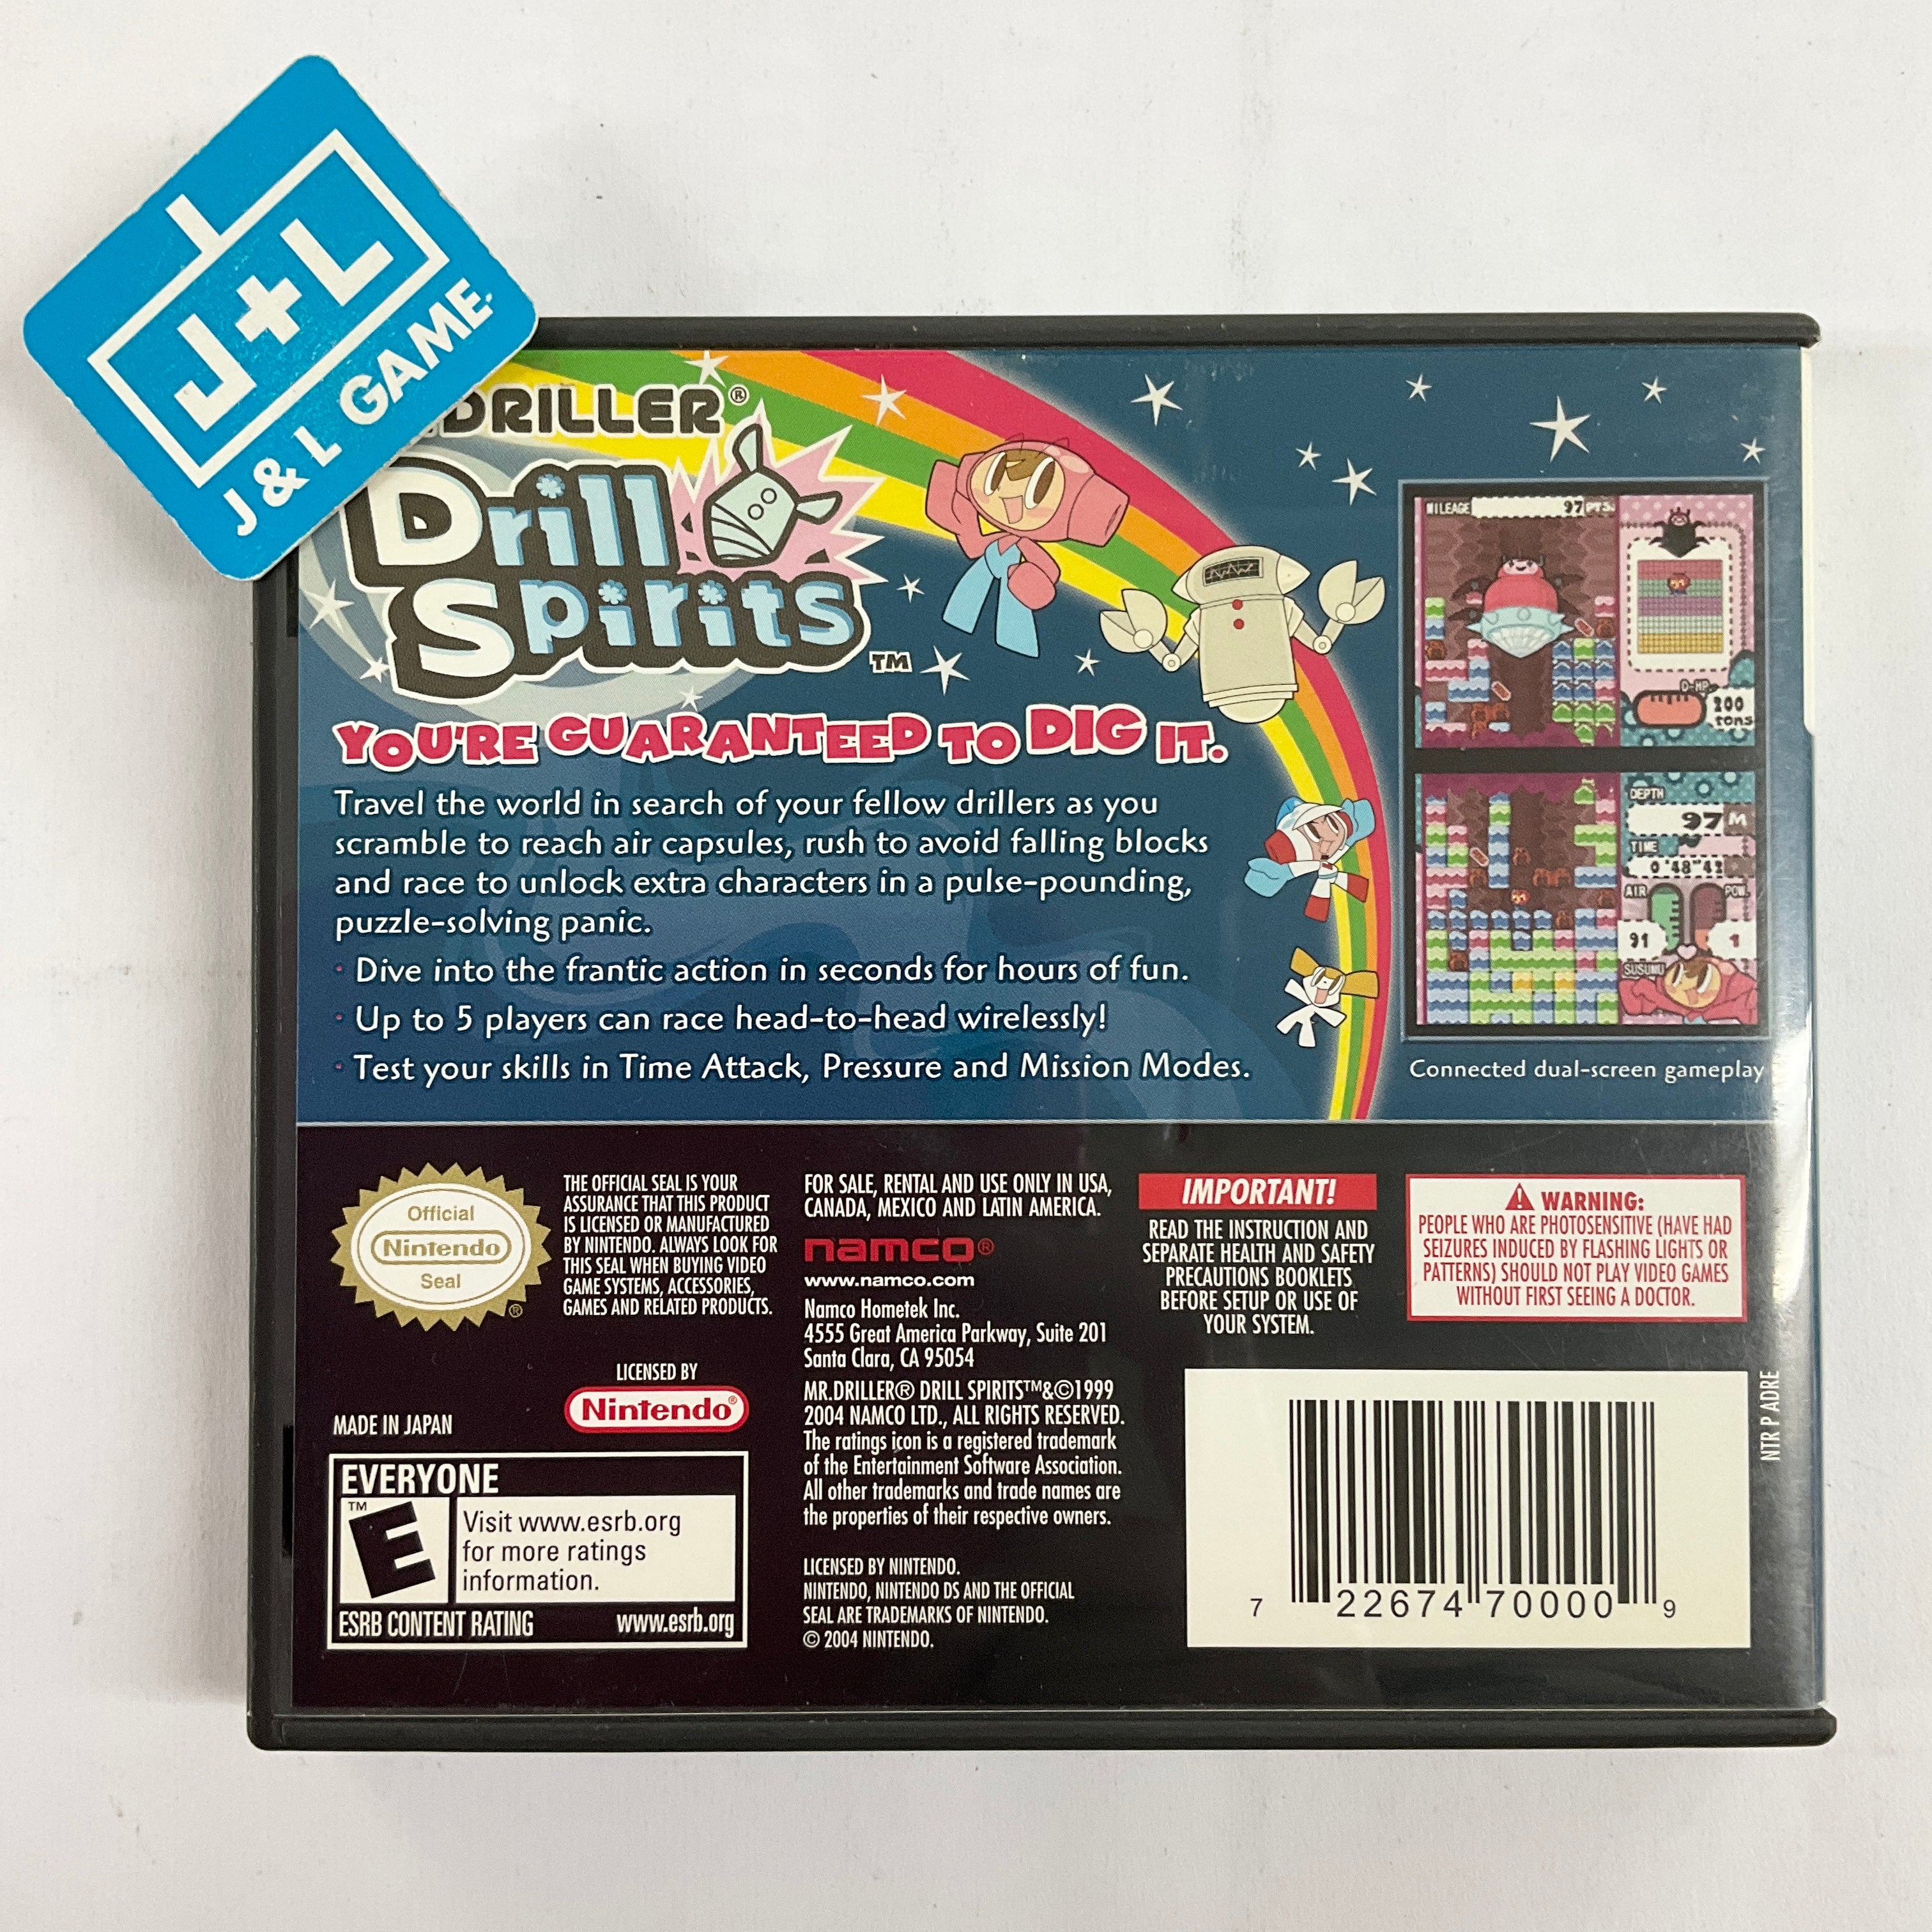 J+L
J & L GAME
DRILLER®
Drill
Spirits™
YOU'RE GUARANTEED TO DIG IT.
Travel the world in search of your fellow drillers as you
scramble to reach air capsules, rush to avoid falling blocks
and race to unlock extra characters in a pulse-pounding,
puzzle-solving panic.
· Dive into the frantic action in seconds for hours of fun.
· Up to 5 players can race head-to-head wirelessly!
· Test your skills in Time Attack, Pressure and Mission Modes.
MILEAGE 97 PTS.
D-HP
200
tons
DEPTH
97 M
TIME
0'48"42
AIR POW.
91 1
SUSUMU
Connected dual-screen gameplay
Official
Nintendo
Seal
®
THE OFFICIAL SEAL IS YOUR
ASSURANCE THAT THIS PRODUCT
IS LICENSED OR MANUFACTURED
BY NINTENDO. ALWAYS LOOK FOR
THIS SEAL WHEN BUYING VIDEO
GAME SYSTEMS, ACCESSORIES,
GAMES AND RELATED PRODUCTS.
LICENSED BY
Nintendo®
MADE IN JAPAN
EVERYONE
™
E
Visit www.esrb.org
for more ratings
information.
ESRB CONTENT RATING www.esrb.org
FOR SALE, RENTAL AND USE ONLY IN USA,
CANADA, MEXICO AND LATIN AMERICA.
namco®
www.namco.com
Namco Hometek Inc.
4555 Great America Parkway, Suite 201
Santa Clara, CA 95054
MR.DRILLER® DRILL SPIRITS™&©1999
2004 NAMCO LTD., ALL RIGHTS RESERVED.
The ratings icon is a registered trademark
of the Entertainment Software Association.
All other trademarks and trade names are
the properties of their respective owners.
LICENSED BY NINTENDO.
NINTENDO, NINTENDO DS AND THE OFFICIAL
SEAL ARE TRADEMARKS OF NINTENDO.
© 2004 NINTENDO.
IMPORTANT!
READ THE INSTRUCTION AND
SEPARATE HEALTH AND SAFETY
PRECAUTIONS BOOKLETS
BEFORE SETUP OR USE OF
YOUR SYSTEM.
WARNING:
PEOPLE WHO ARE PHOTOSENSITIVE (HAVE HAD
SEIZURES INDUCED BY FLASHING LIGHTS OR
PATTERNS) SHOULD NOT PLAY VIDEO GAMES
WITHOUT FIRST SEEING A DOCTOR.
NTR P ADRE
7 22674 70000 9